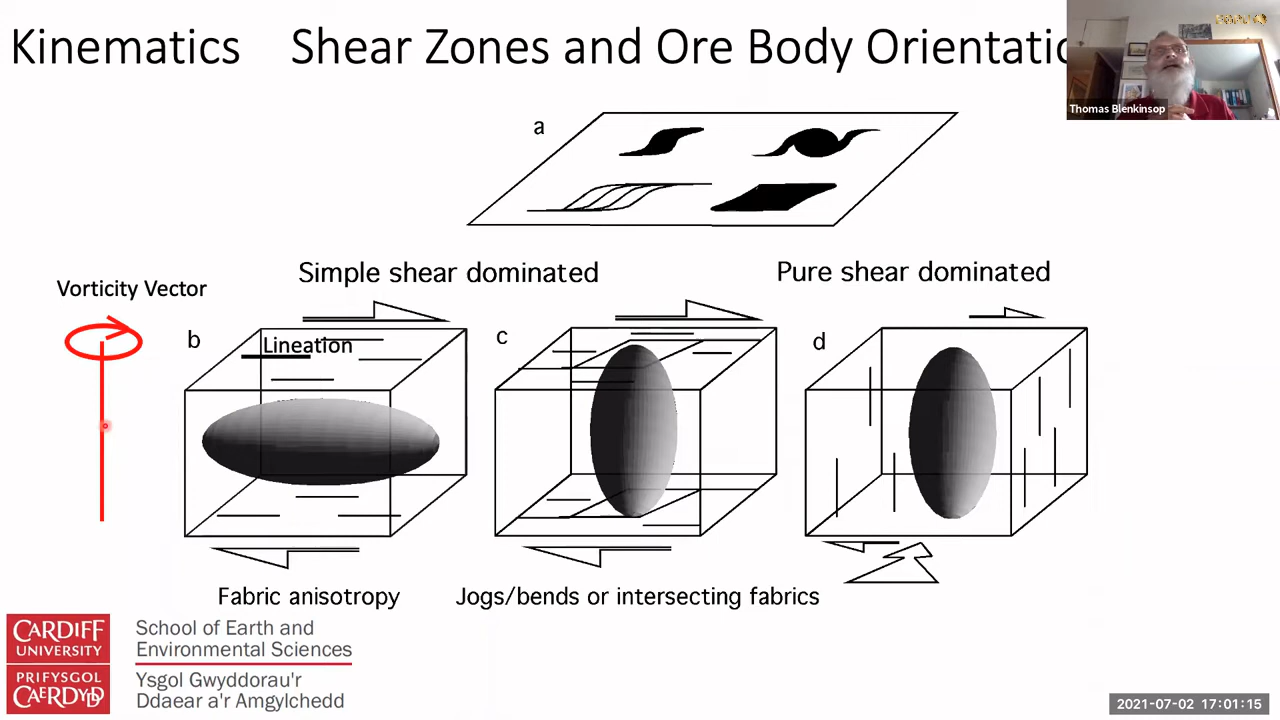 Kinematics Shear Zones and Ore Body Orientatio
Thomas Blenkinsop
a
Simple shear dominated
Pure shear dominated
Vorticity Vector
b
Lineation
c
d
Fabric anisotropy
Jogs/bends or intersecting fabrics
CARDIFF
UNIVERSITY
PRIFYSGOL
CAERDYDD
School of Earth and
Environmental Sciences
Ysgol Gwyddorau'r
Ddaear a'r Amgylchedd
2021-07-02 17:01:15